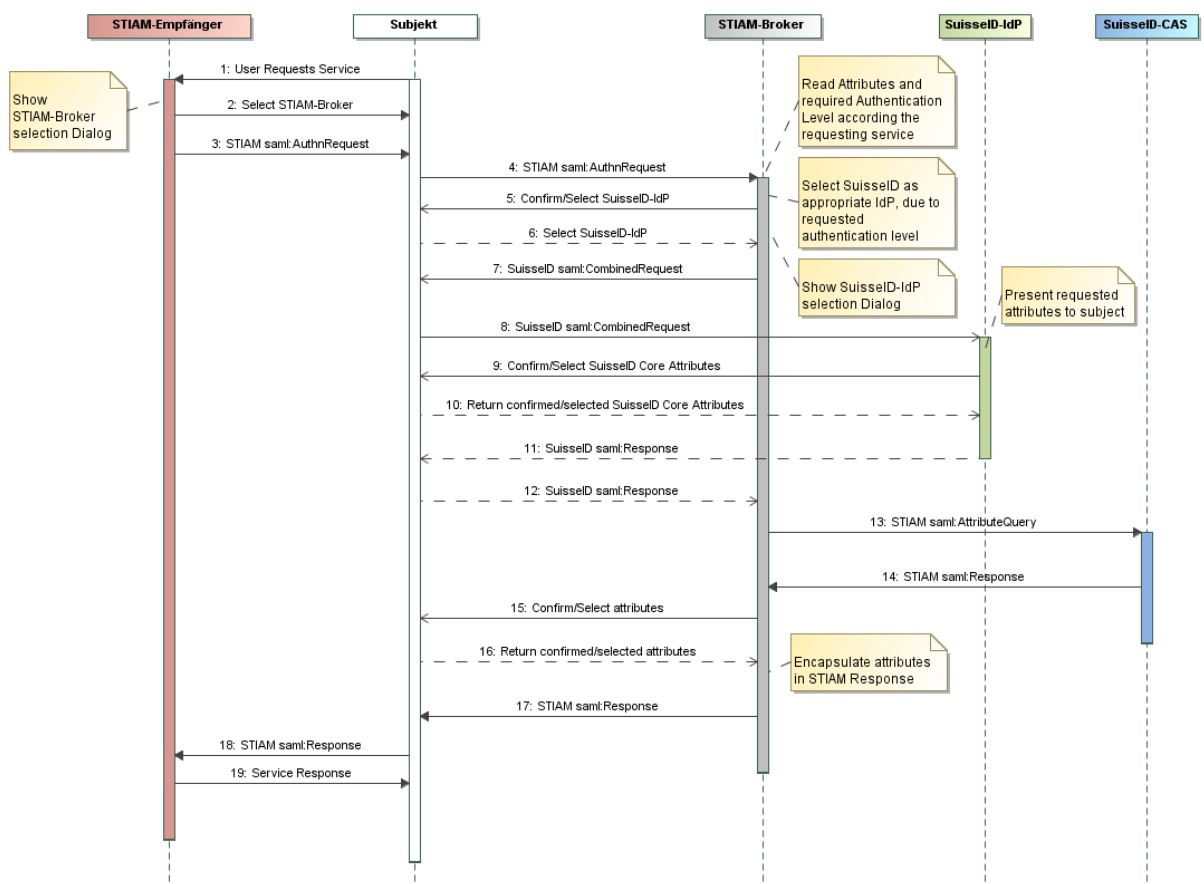 STIAM-Empfänger
Subjekt
STIAM-Broker
SuisseID-IdP
SuisseID-CAS
1: User Requests Service
Show
STIAM-Broker
selection Dialog
2: Select STIAM-Broker
3: STIAM saml:AuthnRequest
Read Attributes and
required Authentication
Level according the
requesting service
4: STIAM saml:AuthnRequest
5: Confirm/Select SuisseID-IdP
Select SuisseID as
appropriate IdP, due to
requested
authentication level
6: Select SuisseID-IdP
7: SuisseID saml:CombinedRequest
Show SuisseID-IdP
selection Dialog
Present requested
attributes to subject
8: SuisseID saml:CombinedRequest
9: Confirm/Select SuisseID Core Attributes
10: Return confirmed/selected SuisseID Core Attributes
11: SuisseID saml:Response
12: SuisseID saml:Response
13: STIAM saml:AttributeQuery
14: STIAM saml:Response
15: Confirm/Select attributes
16: Return confirmed/selected attributes
Encapsulate attributes
in STIAM Response
17: STIAM saml:Response
18: STIAM saml:Response
19: Service Response